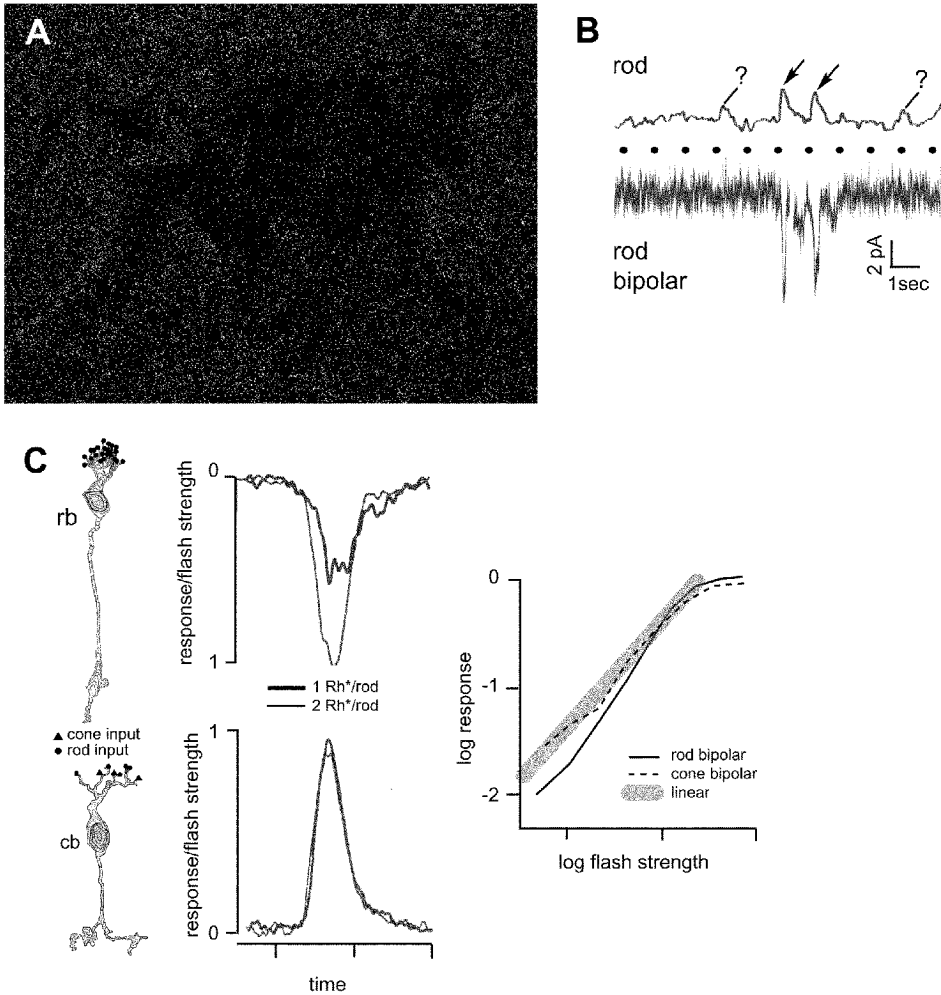 A
B
rod
?
?
rod
bipolar
2 pA
1sec
C
rb
▲ cone input
● rod input
cb
response/flash strength
0
1
1 Rh*/rod
2 Rh*/rod
response/flash strength
1
0
time
log response
0
-1
-2
rod bipolar
cone bipolar
linear
log flash strength